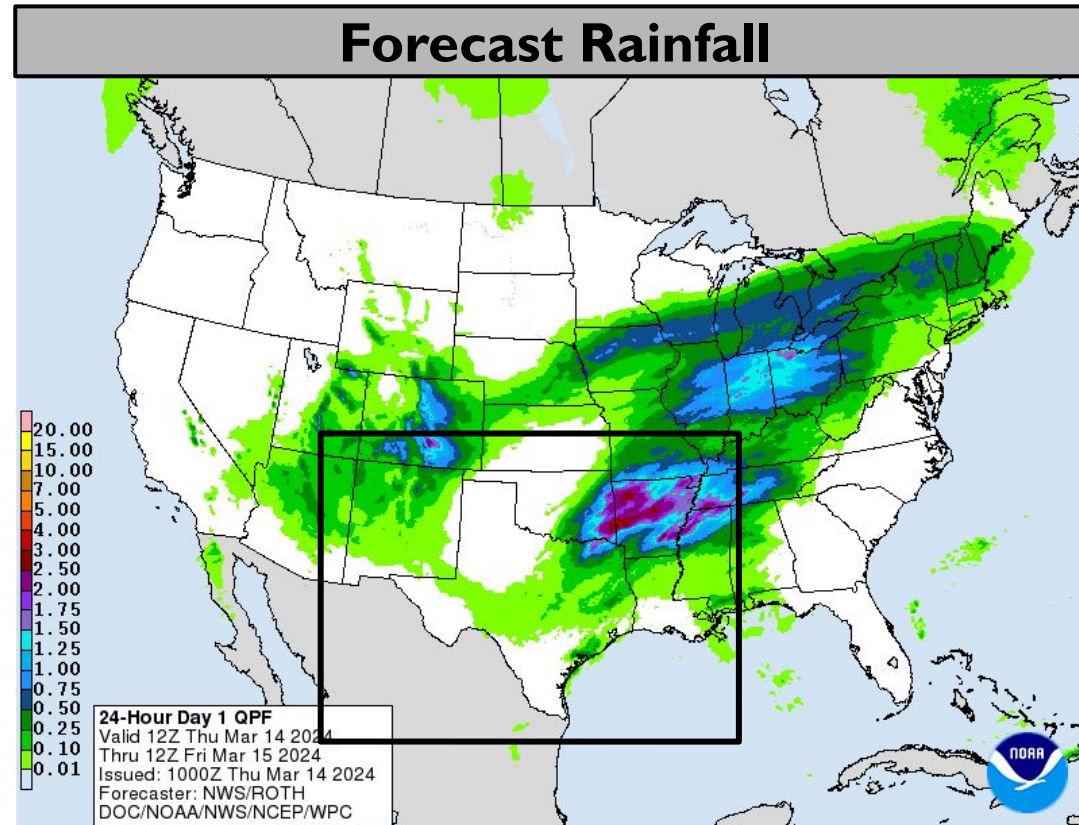 Forecast Rainfall
20.00
15.00
10.00
7.00
5.00
4.00
3.00
2.50
2.00
1.75
1.50
1.25
1.00
0.75
0.50
0.25
0.10
0.01
24-Hour Day 1 QPF
Valid 12Z Thu Mar 14 2024
Thru 12Z Fri Mar 15 2024
Issued: 1000Z Thu Mar 14 2024
Forecaster: NWS/ROTH
DOC/NOAA/NWS/NCEP/WPC
NOAA